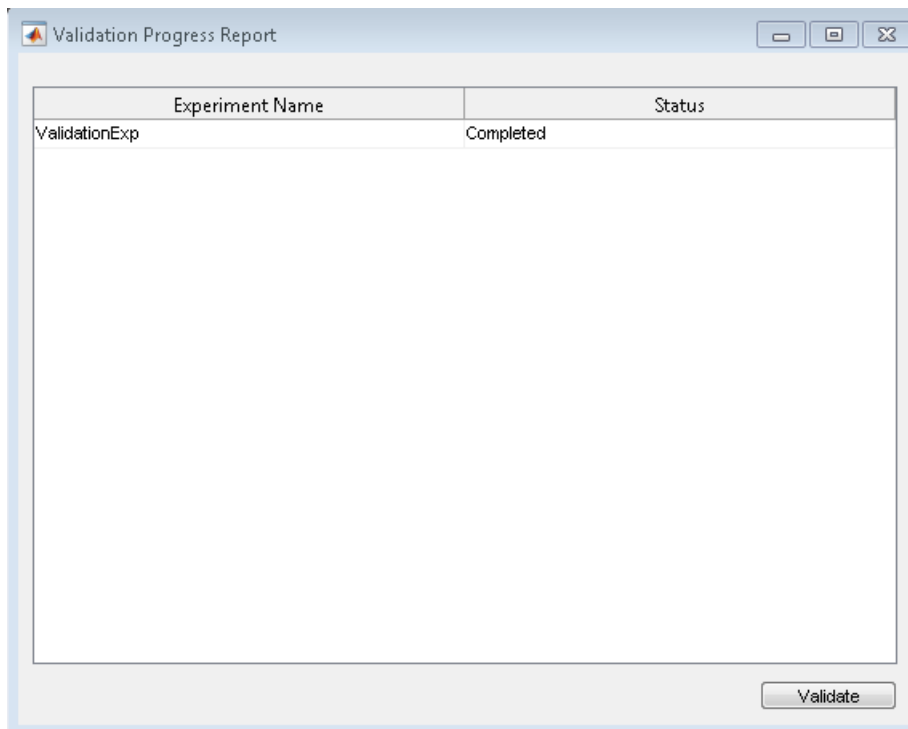 Validation Progress Report
Experiment Name Status
ValidationExp Completed
Validate